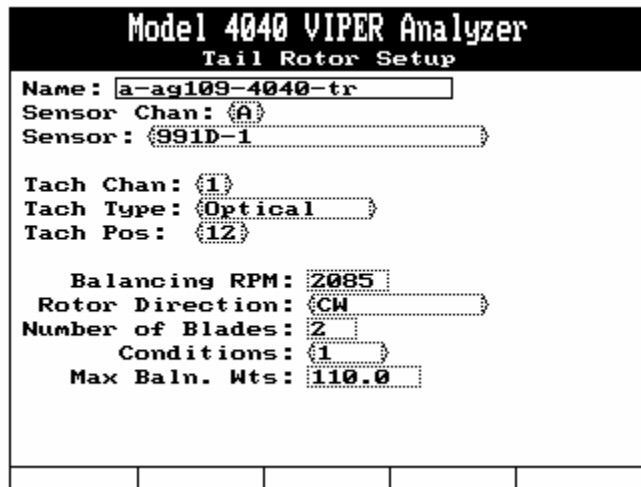 Model 4040 VIPER Analyzer
Tail Rotor Setup
Name: a-ag109-4040-tr
Sensor Chan: A
Sensor: 991D-1
Tach Chan: 1
Tach Type: Optical
Tach Pos: 12
Balancing RPM: 2085
Rotor Direction: CW
Number of Blades: 2
Conditions: 1
Max Baln. Wts: 110.0